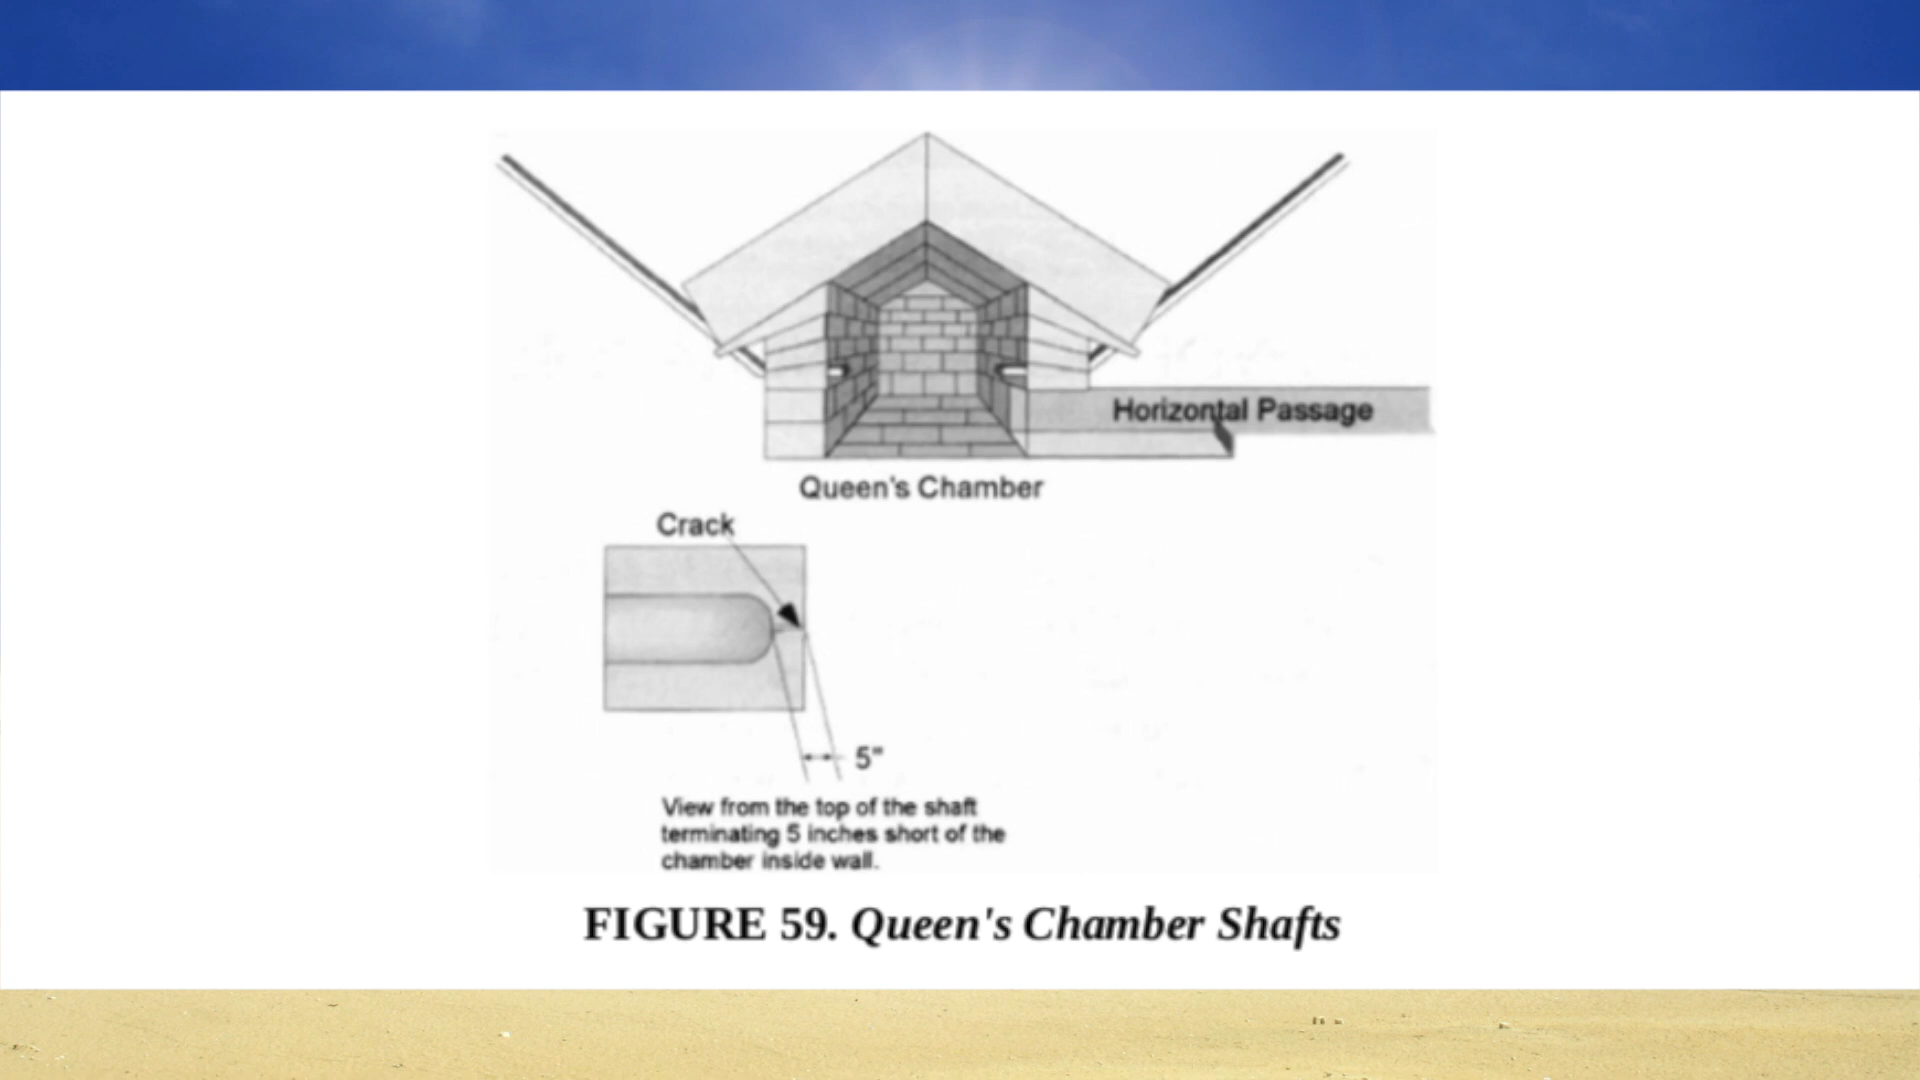 Horizontal Passage
Queen's Chamber
Crack
5"
View from the top of the shaft
terminating 5 inches short of the
chamber inside wall.
FIGURE 59. Queen's Chamber Shafts